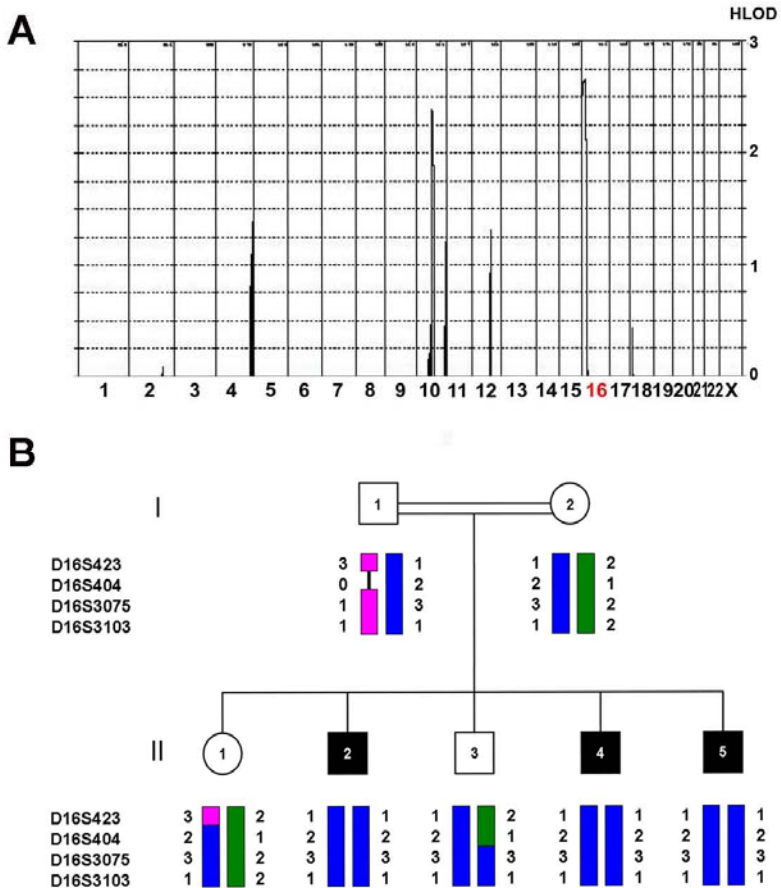 HLOD
A
3
2
1
0
1 2 3 4 5 6 7 8 9 10 11 12 13 14 15 16 17 18 19 20 21 22 X
B
I
1 2
D16S423 3 1 1 2
D16S404 0 2 2 1
D16S3075 1 3 3 2
D16S3103 1 1 1 2
II
1 2 3 4 5
D16S423 3 2 1 1 1 2 1 1 1 1
D16S404 2 1 2 2 2 1 2 2 2 2
D16S3075 3 2 3 3 3 3 3 3 3 3
D16S3103 1 2 1 1 1 1 1 1 1 1